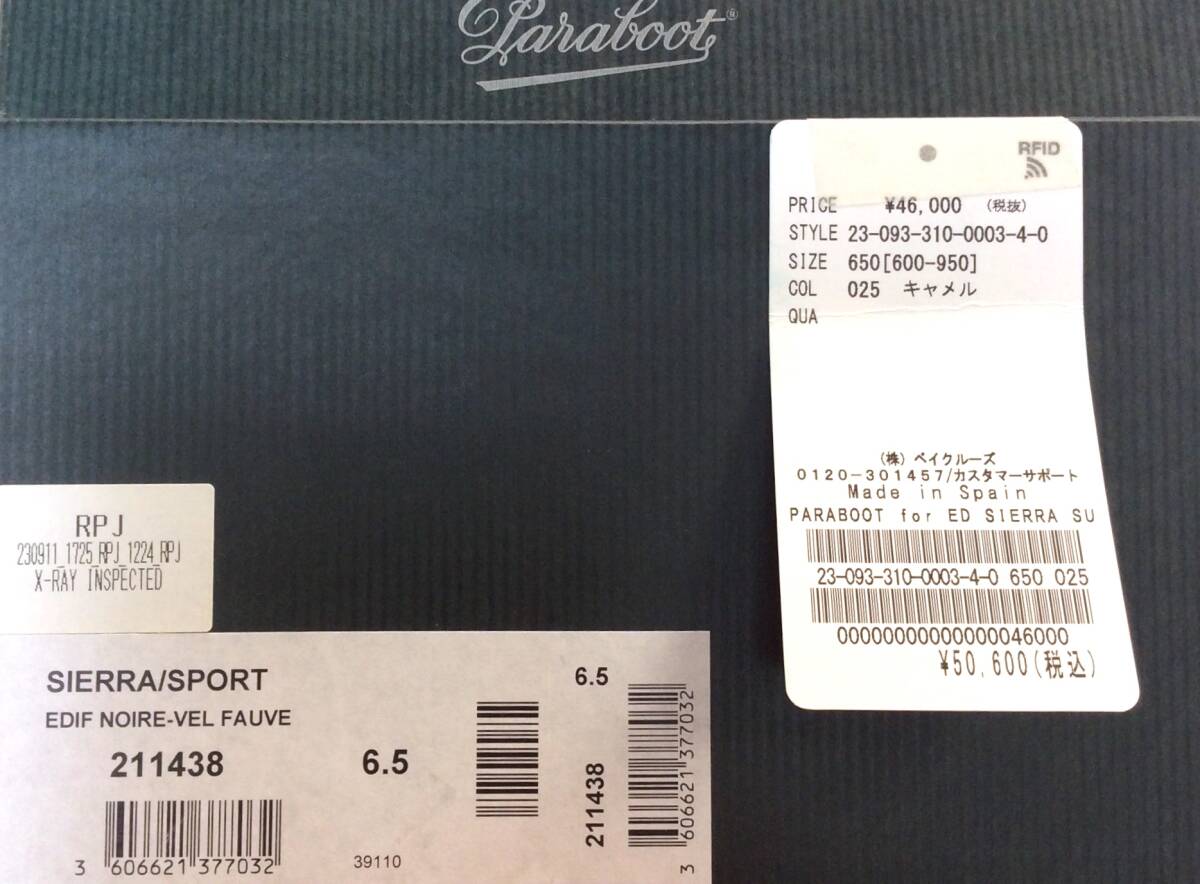 Paraboot®
RFID
PRICE ¥46,000 (税抜)
STYLE 23-093-310-0003-4-0
SIZE 650[600-950]
COL 025 キャメル
QUA
(株) ベイクルーズ
0120-301457/カスタマーサポート
Made in Spain
PARABOOT for ED SIERRA SU
23-093-310-0003-4-0 650 025
00000000000000046000
¥50,600(税込)
RPJ
230911_1725_RPJ_1224_RPJ
X-RAY INSPECTED
SIERRA/SPORT
6.5
EDIF NOIRE-VEL FAUVE
211438 6.5
3 606621 377032
39110
211438
3 606621 377032